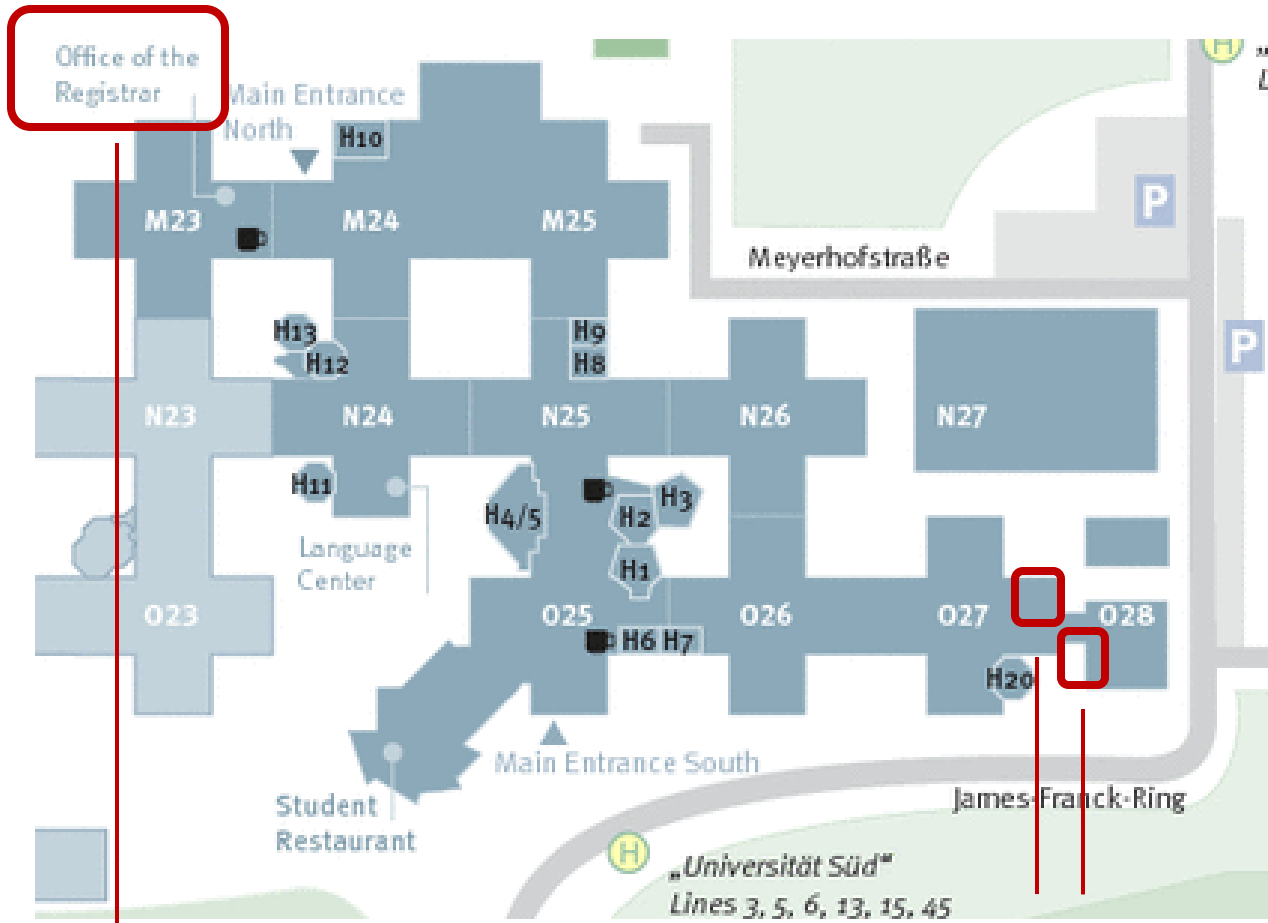 Office of the
Registrar
Main Entrance
North
H10
M23
M24
M25
P
Meyerhofstraße
P
H13
H12
H9
H8
N23
N24
N25
N26
N27
H11
H4/5
H3
H2
H1
Language
Center
O23
O25
O26
O27
O28
H6 H7
H20
Main Entrance South
Student
Restaurant
James-Franck-Ring
H
„Universität Süd“
Lines 3, 5, 6, 13, 15, 45
H